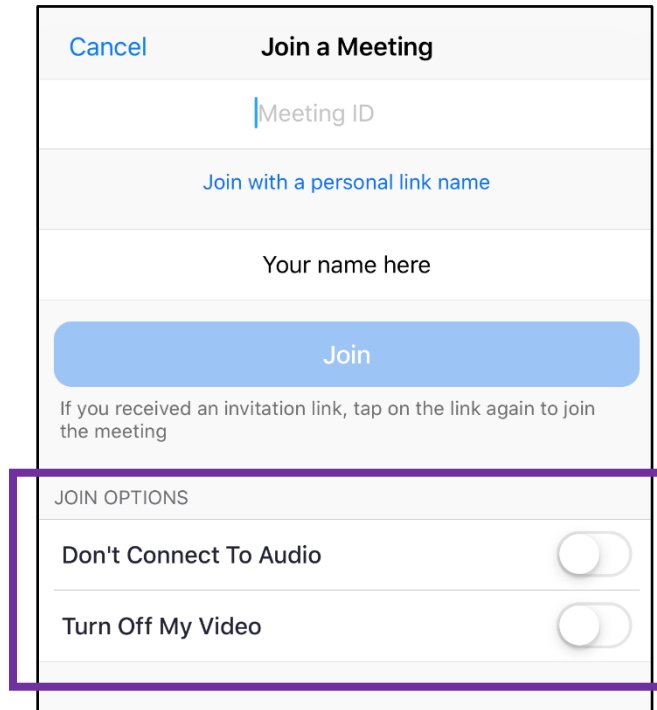 Cancel Join a Meeting
Meeting ID
Join with a personal link name
Your name here
Join
If you received an invitation link, tap on the link again to join
the meeting
JOIN OPTIONS
Don't Connect To Audio
Turn Off My Video